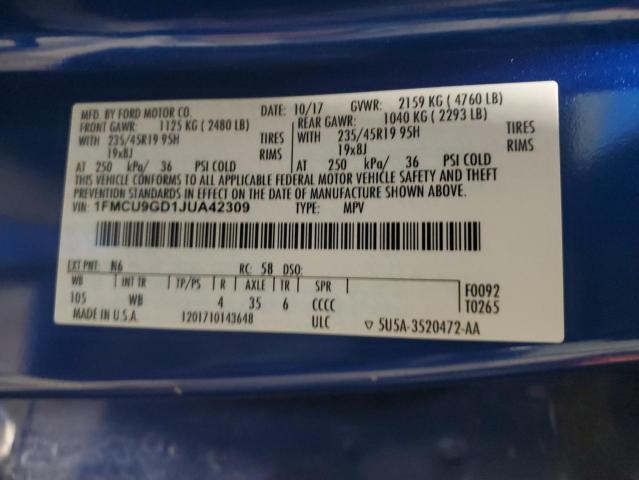 MFD. BY FORD MOTOR CO. 10/17 GVWR: 2159 KG ( 4760 LB)
FRONT GAWR: 1125 KG ( 2480 LB) REAR GAWR: 1040 KG ( 2293 LB)
WITH 235/45R19 95H TIRES WITH 235/45R19 95H TIRES
19x8J RIMS 19x8J RIMS
AT 250 kPa/ 36 PSI COLD AT 250 kPa/ 36 PSI COLD
THIS VEHICLE CONFORMS TO ALL APPLICABLE FEDERAL MOTOR VEHICLE SAFETY AND THEFT
PREVENTION STANDARDS IN EFFECT ON THE DATE OF MANUFACTURE SHOWN ABOVE.
VIN: 1FMCU9GD1JUA42309 TYPE: MPV
EXT PNT: N6 RC: 58 DSO:
WB INT TR TP/PS R AXLE TR SPR F0092
105 WB 4 35 6 CCCC T0265
MADE IN U.S.A. 1201710143648 ULC ▽ 5U5A-3520472-AA